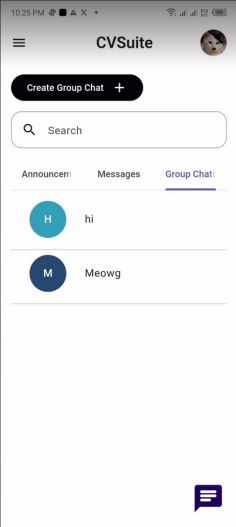 10:25 PM
CVSuite
Create Group Chat +
Search
Announcem
Messages
Group Chats
H
hi
M
Meowg